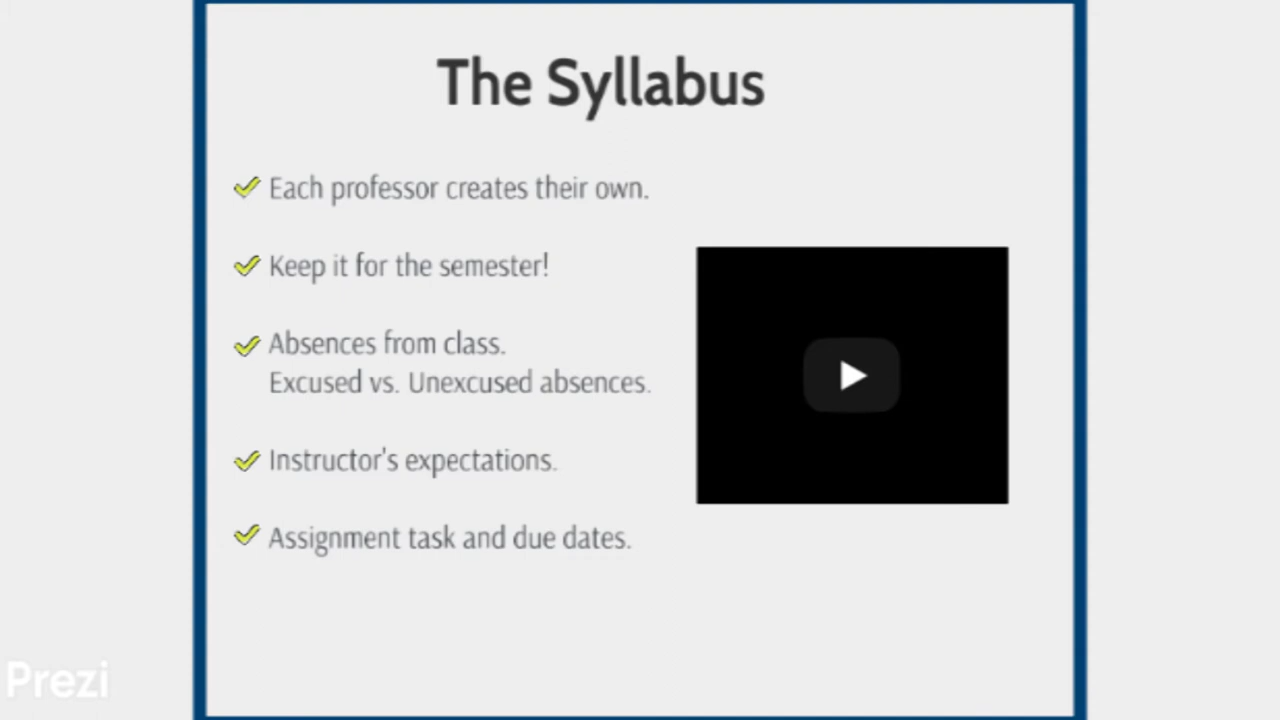 The Syllabus
Each professor creates their own.
Keep it for the semester!
Absences from class.
Excused vs. Unexcused absences.
Instructor's expectations.
Assignment task and due dates.
Prezi